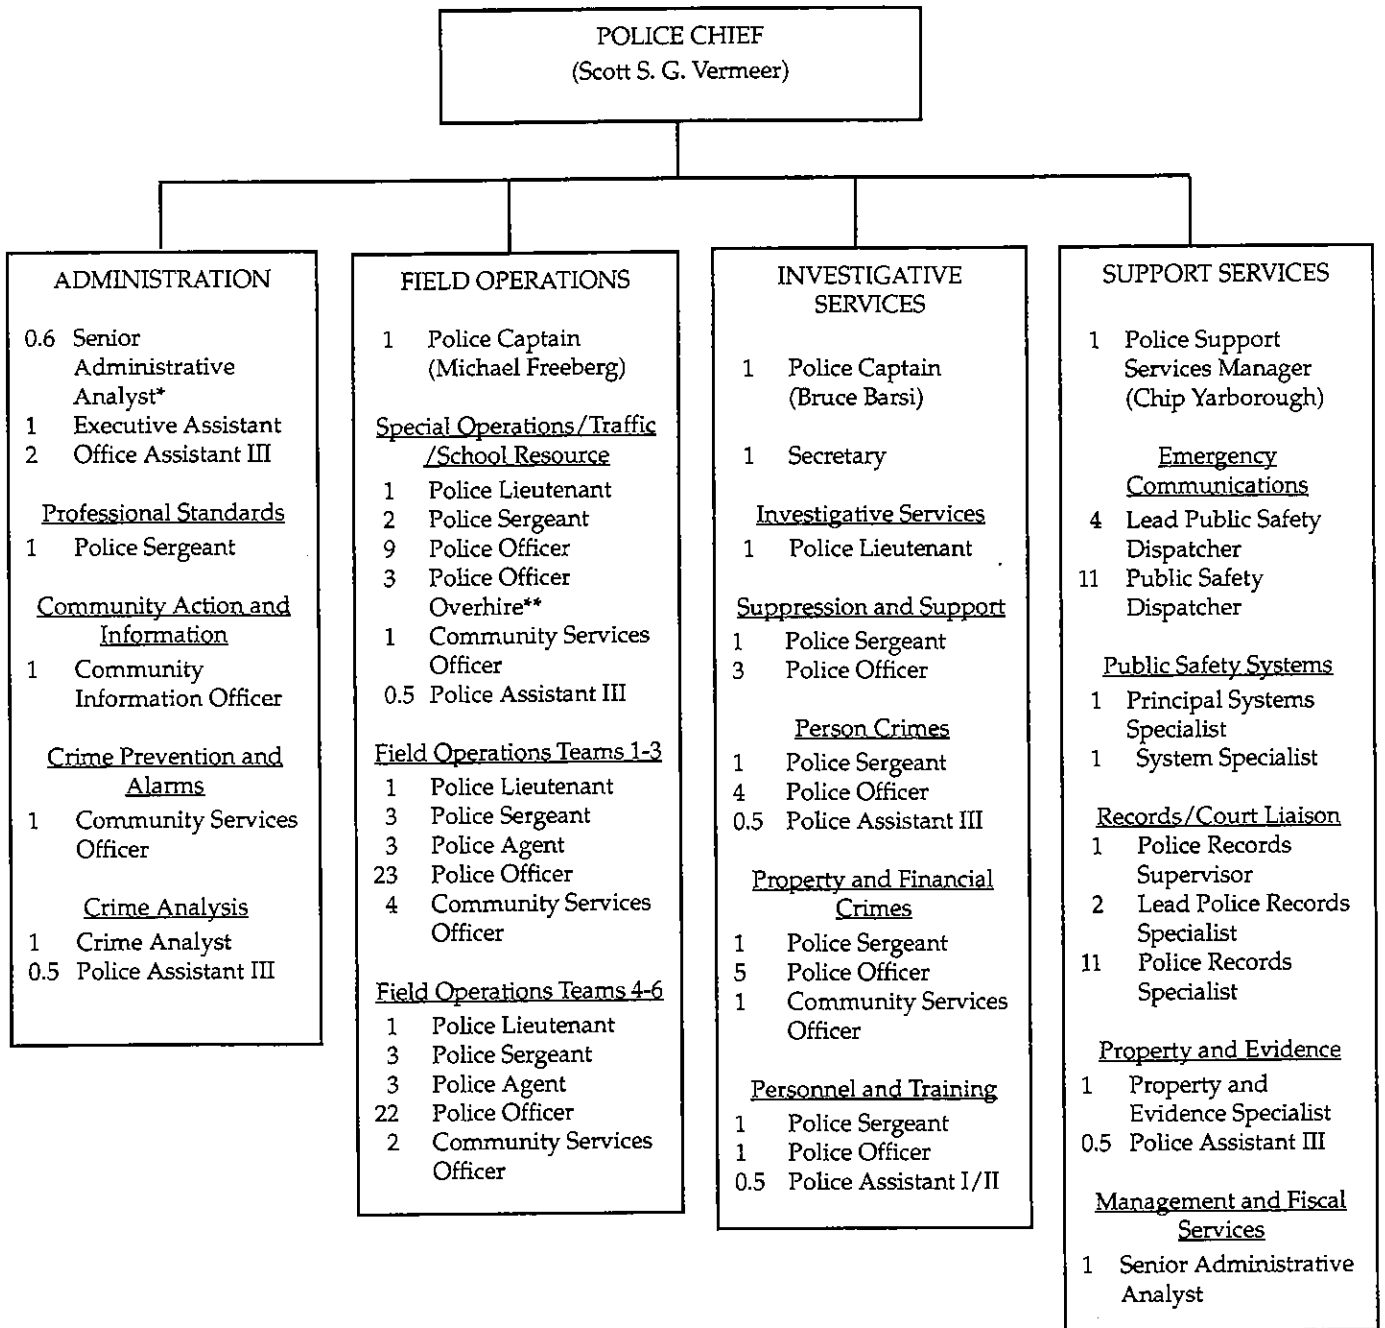 POLICE CHIEF
(Scott S. G. Vermeer)
ADMINISTRATION
0.6 Senior
Administrative
Analyst*
1 Executive Assistant
2 Office Assistant III
Professional Standards
1 Police Sergeant
Community Action and
Information
1 Community
Information Officer
Crime Prevention and
Alarms
1 Community Services
Officer
Crime Analysis
1 Crime Analyst
0.5 Police Assistant III
FIELD OPERATIONS
1 Police Captain
(Michael Freeberg)
Special Operations/Traffic
/School Resource
1 Police Lieutenant
2 Police Sergeant
9 Police Officer
3 Police Officer
Overhire**
1 Community Services
Officer
0.5 Police Assistant III
Field Operations Teams 1-3
1 Police Lieutenant
3 Police Sergeant
3 Police Agent
23 Police Officer
4 Community Services
Officer
Field Operations Teams 4-6
1 Police Lieutenant
3 Police Sergeant
3 Police Agent
22 Police Officer
2 Community Services
Officer
INVESTIGATIVE
SERVICES
1 Police Captain
(Bruce Barsi)
1 Secretary
Investigative Services
1 Police Lieutenant
Suppression and Support
1 Police Sergeant
3 Police Officer
Person Crimes
1 Police Sergeant
4 Police Officer
0.5 Police Assistant III
Property and Financial
Crimes
1 Police Sergeant
5 Police Officer
1 Community Services
Officer
Personnel and Training
1 Police Sergeant
1 Police Officer
0.5 Police Assistant I/II
SUPPORT SERVICES
1 Police Support
Services Manager
(Chip Yarborough)
Emergency
Communications
4 Lead Public Safety
Dispatcher
11 Public Safety
Dispatcher
Public Safety Systems
1 Principal Systems
Specialist
1 System Specialist
Records/Court Liaison
1 Police Records
Supervisor
2 Lead Police Records
Specialist
11 Police Records
Specialist
Property and Evidence
1 Property and
Evidence Specialist
0.5 Police Assistant III
Management and Fiscal
Services
1 Senior Administrative
Analyst